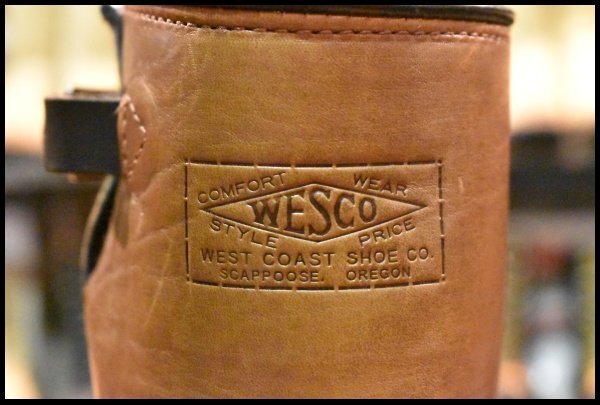 COMFORT WEAR
WESCO
STYLE PRICE
WEST COAST SHOE CO.
SCAPPOOSE, OREGON